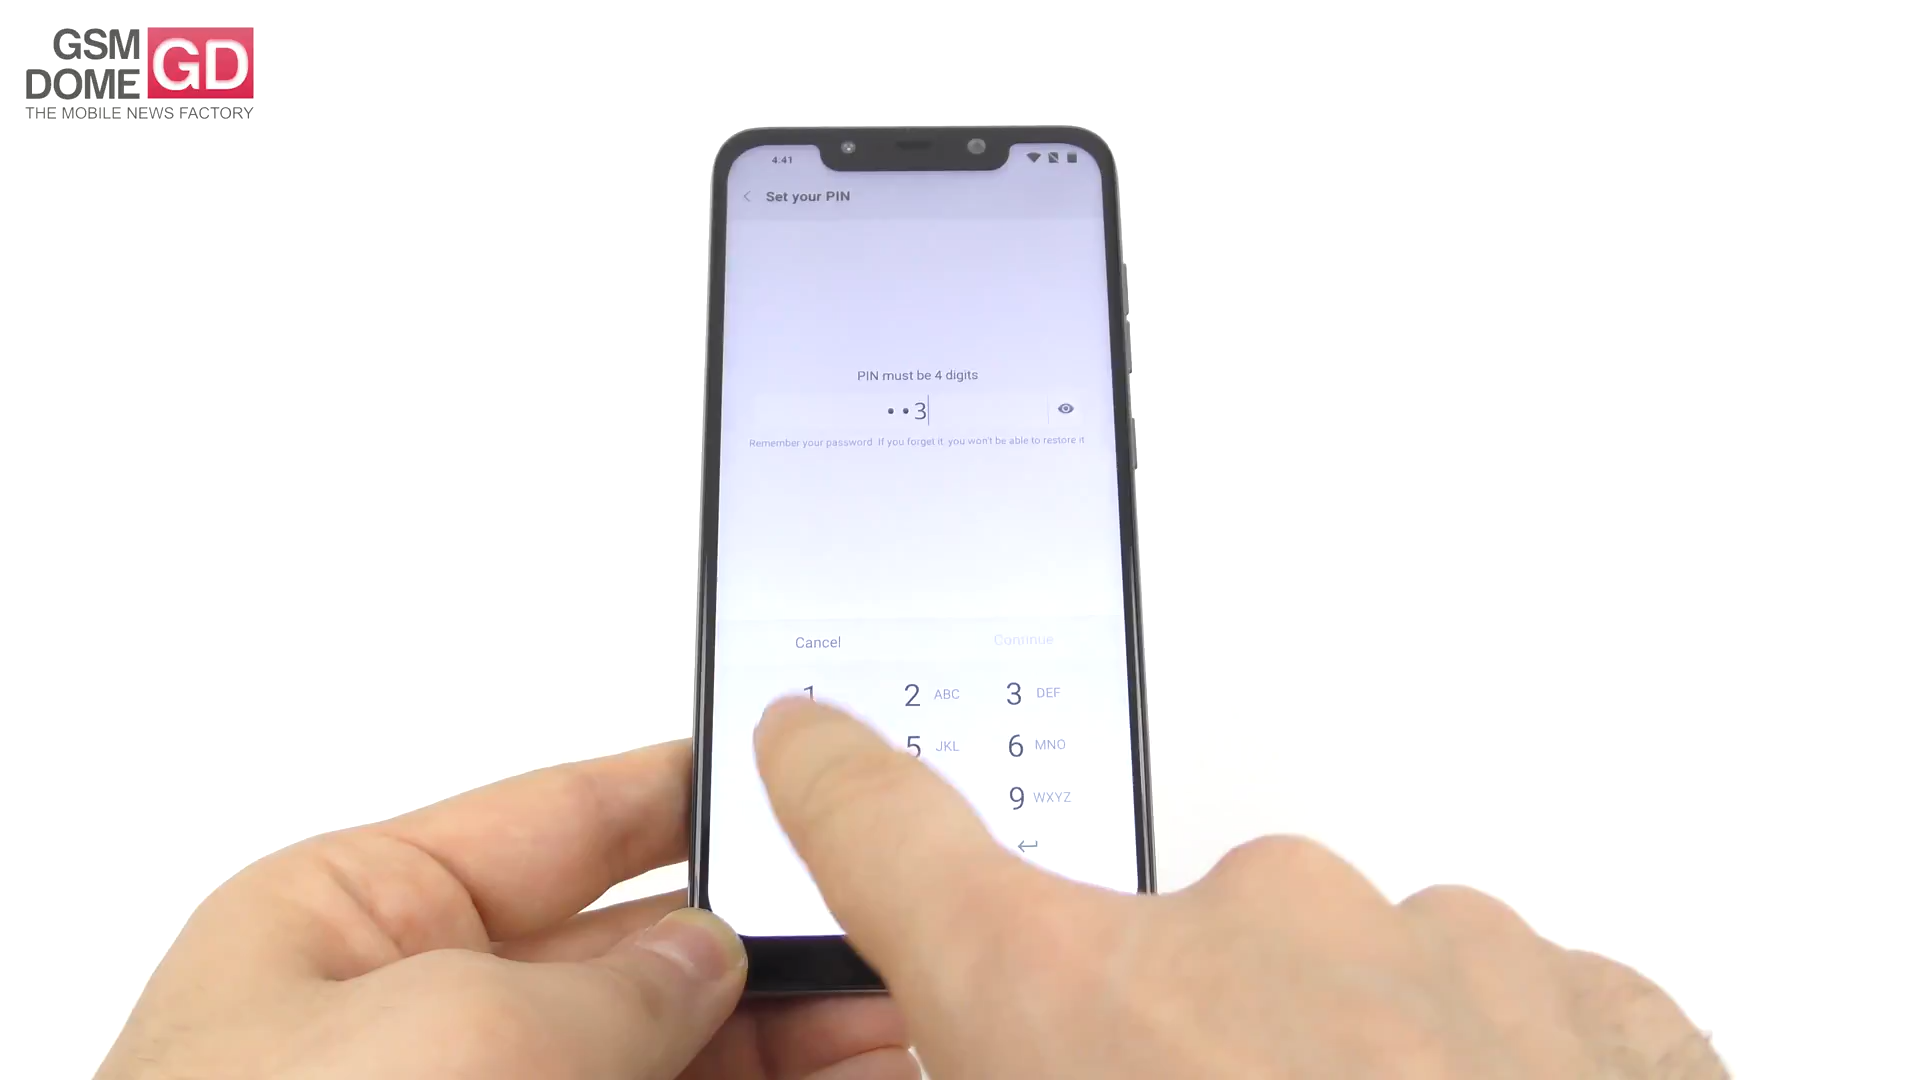 GSM
DOME
GD
THE MOBILE NEWS FACTORY
4:41
Set your PIN
PIN must be 4 digits
••3
Remember your password. If you forget it, you won't be able to restore it
Cancel Continue
1 2 ABC 3 DEF
5 JKL 6 MNO
9 WXYZ